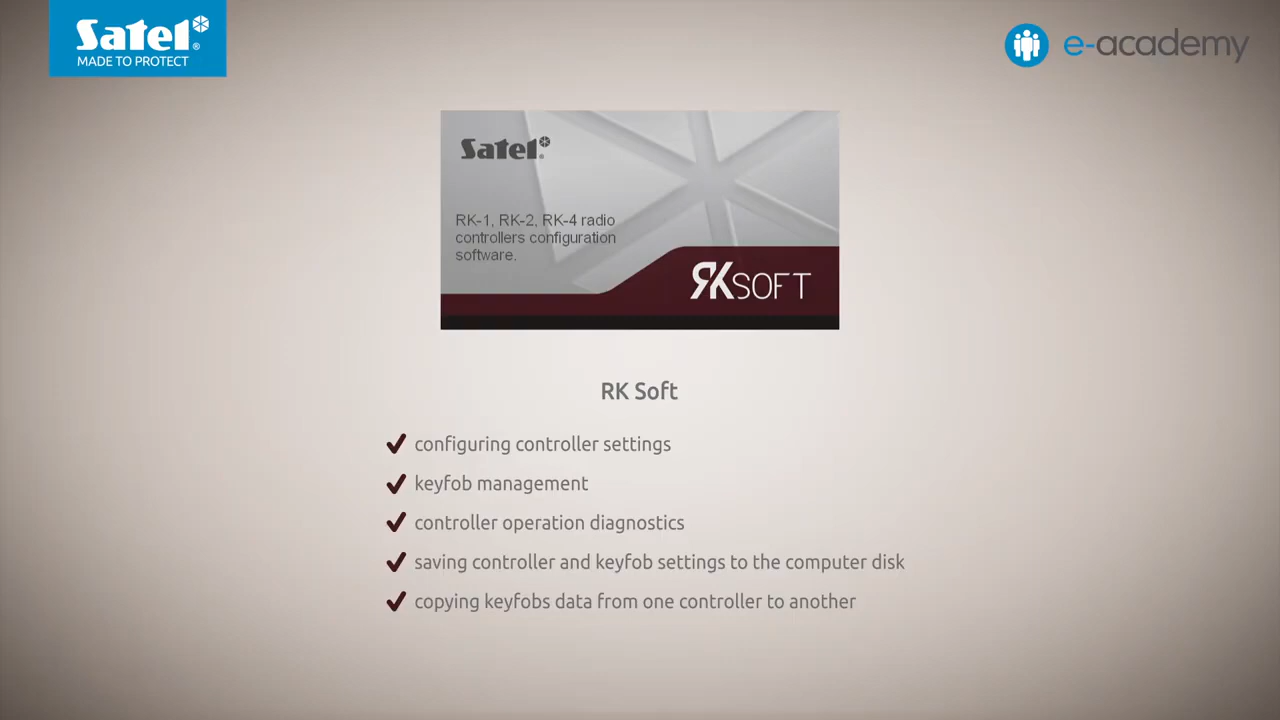 Satel®
MADE TO PROTECT
e-academy
Satel®
RK-1, RK-2, RK-4 radio
controllers configuration
software.
RKSOFT
RK Soft
✔ configuring controller settings
✔ keyfob management
✔ controller operation diagnostics
✔ saving controller and keyfob settings to the computer disk
✔ copying keyfobs data from one controller to another